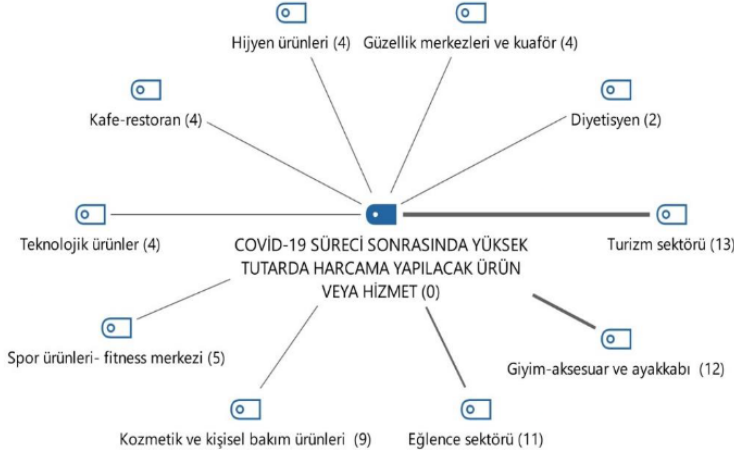 Hijyen ürünleri (4)
Güzellik merkezleri ve kuaför (4)
Kafe-restoran (4)
Diyetisyen (2)
Teknolojik ürünler (4)
COVİD-19 SÜRECİ SONRASINDA YÜKSEK
TUTARDA HARCAMA YAPILACAK ÜRÜN
VEYA HİZMET (0)
Turizm sektörü (13)
Spor ürünleri- fitness merkezi (5)
Giyim-aksesuar ve ayakkabı (12)
Kozmetik ve kişisel bakım ürünleri (9)
Eğlence sektörü (11)